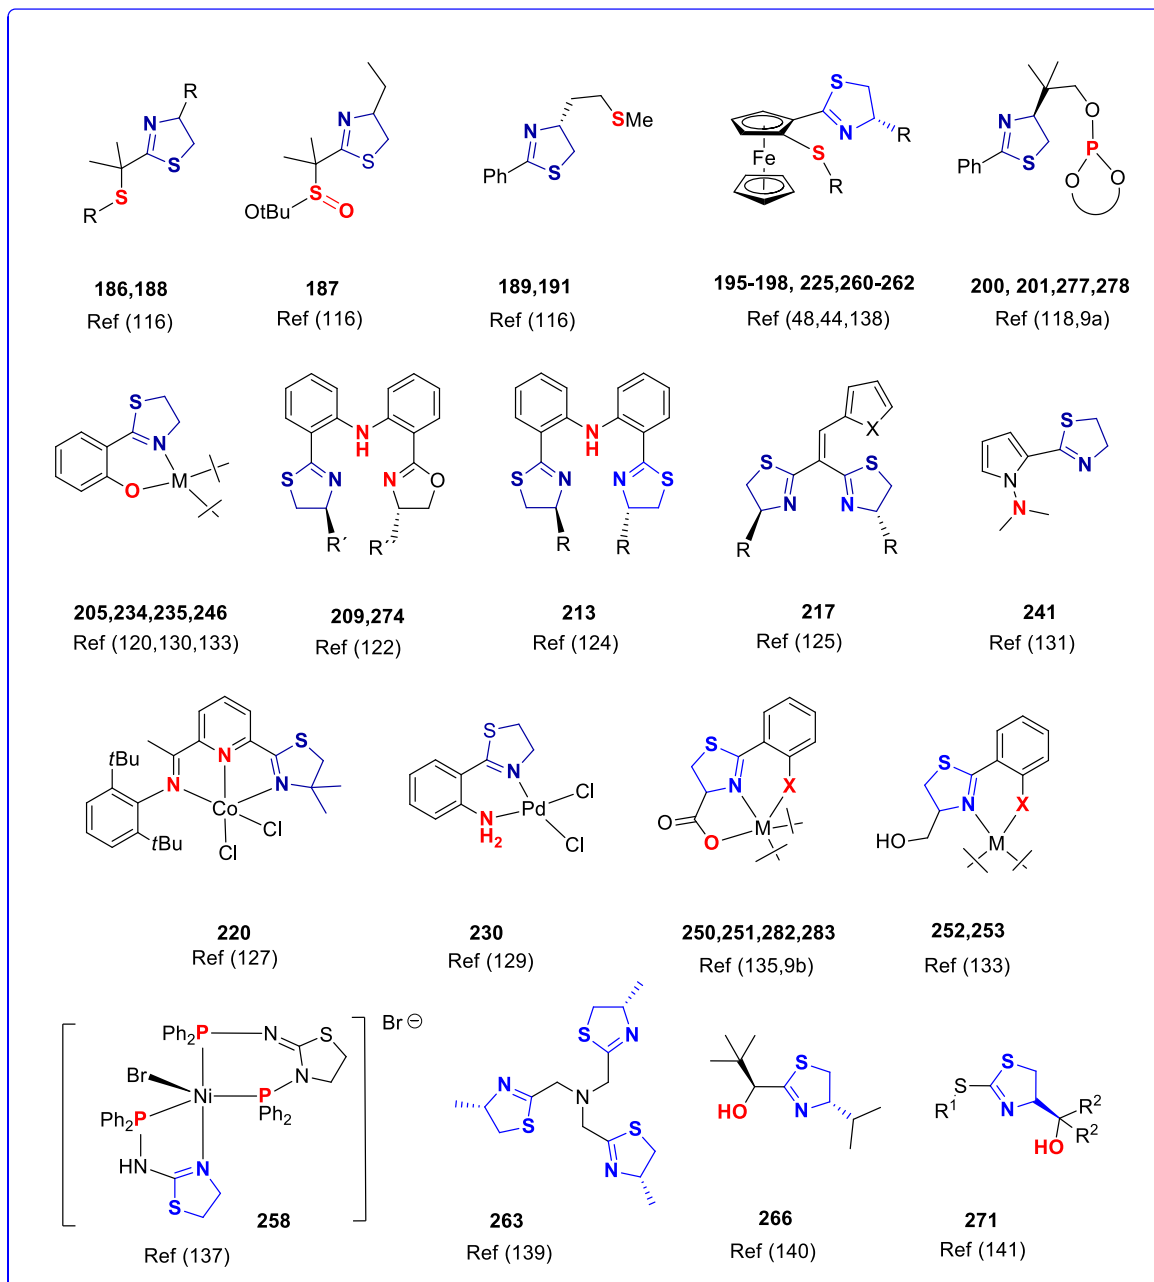 R
N
S
S
R
N
S
S
O
OtBu
N
S
Ph
SMe
S
N
R
Fe
S
R
N
S
Ph
O
P
O
O
186,188
187
189,191
195-198, 225,260-262
200, 201,277,278
Ref (116)
Ref (116)
Ref (116)
Ref (48,44,138)
Ref (118,9a)
S
N
O
M
N
H
S
N
N
O
R′
R′′
N
H
S
N
N
S
R
R
X
S
S
N
N
R
R
S
N
N
205,234,235,246
209,274
213
217
241
Ref (120,130,133)
Ref (122)
Ref (124)
Ref (125)
Ref (131)
tBu
N
N
S
N
Co
Cl
Cl
tBu
S
N
NH2
Pd
Cl
Cl
S
N
X
O
O
M
S
N
X
HO
M
220
230
250,251,282,283
252,253
Ref (127)
Ref (129)
Ref (135,9b)
Ref (133)
Br ⊖
Ph2P
N
S
N
Br
Ni
P
Ph2
Ph2P
HN
N
S
S
N
N
S
N
S
N
S
HO
N
S
S
R1
N
R2
R2
HO
258
263
266
271
Ref (137)
Ref (139)
Ref (140)
Ref (141)